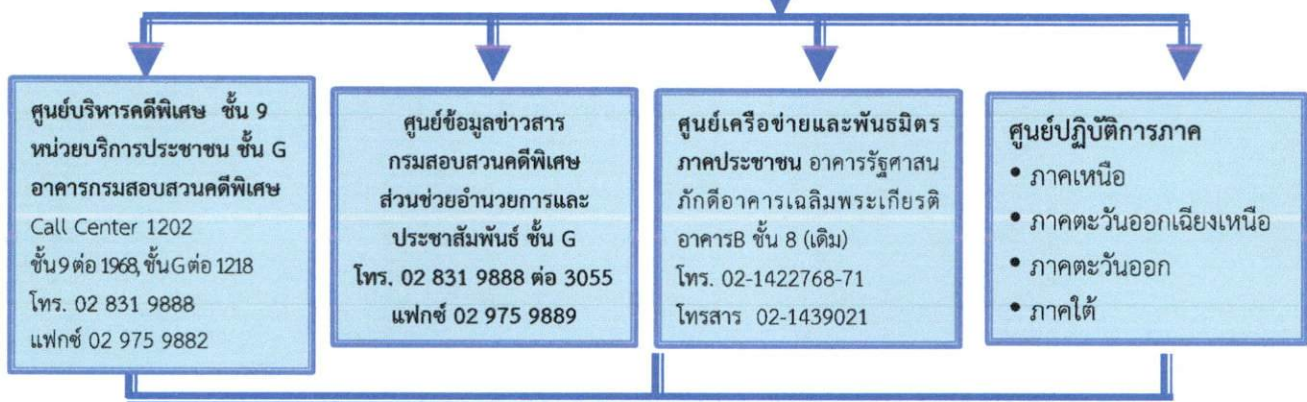 ศูนย์บริหารคดีพิเศษ ชั้น 9
หน่วยบริการประชาชน ชั้น G
อาคารกรมสอบสวนคดีพิเศษ
Call Center 1202
ชั้น 9 ต่อ 1968, ชั้น G ต่อ 1218
โทร. 02 831 9888
แฟกซ์ 02 975 9882
ศูนย์ข้อมูลข่าวสาร
กรมสอบสวนคดีพิเศษ
ส่วนช่วยอำนวยการและ
ประชาสัมพันธ์ ชั้น G
โทร. 02 831 9888 ต่อ 3055
แฟกซ์ 02 975 9889
ศูนย์เครือข่ายและพันธมิตร
ภาคประชาชน อาคารรัฐศาสน
ภักดีอาคารเฉลิมพระเกียรติ
อาคารB ชั้น 8 (เดิม)
โทร. 02-1422768-71
โทรสาร 02-1439021
ศูนย์ปฏิบัติการภาค
• ภาคเหนือ
• ภาคตะวันออกเฉียงเหนือ
• ภาคตะวันออก
• ภาคใต้